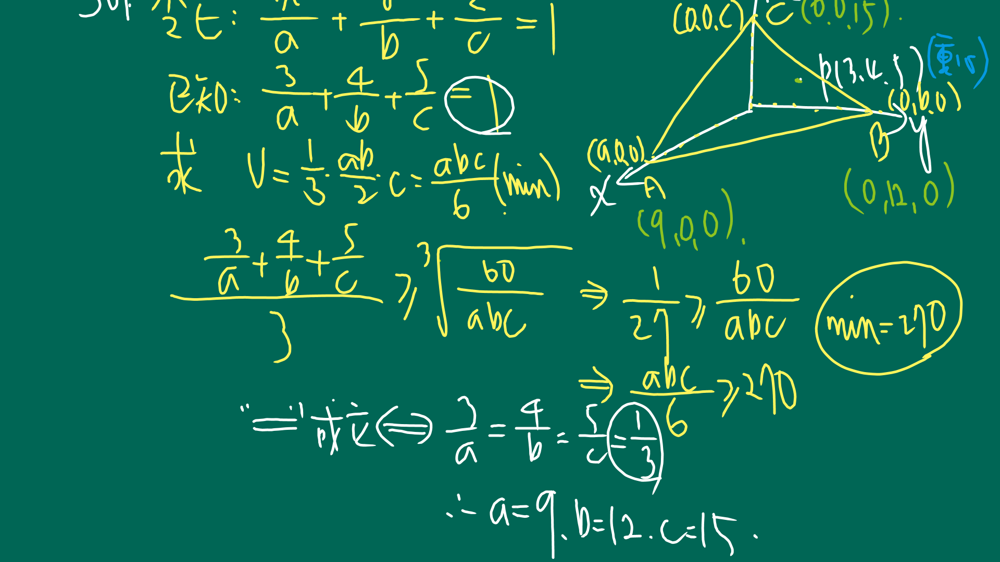 2t: x/a + b + z/c = 1
已知: 3/a + 4/b + 5/c = 1
求 V = 1/3 · ab/2 · c = abc/6 (min)
(3/a + 4/b + 5/c)/3 ≥ ∛(60/abc) ⇒ 1/27 ≥ 60/abc
min = 270
⇒ abc/6 ≥ 270
"=" 成立 ⇔ 3/a = 4/b = 5/c = 1/3
∴ a=9. b=12. c=15.
(0.0.c) C (0.0.15).
P(3.4.5)
(0,b,0)
B y
(0,12,0)
(a,0,0)
x A
(9,0,0).